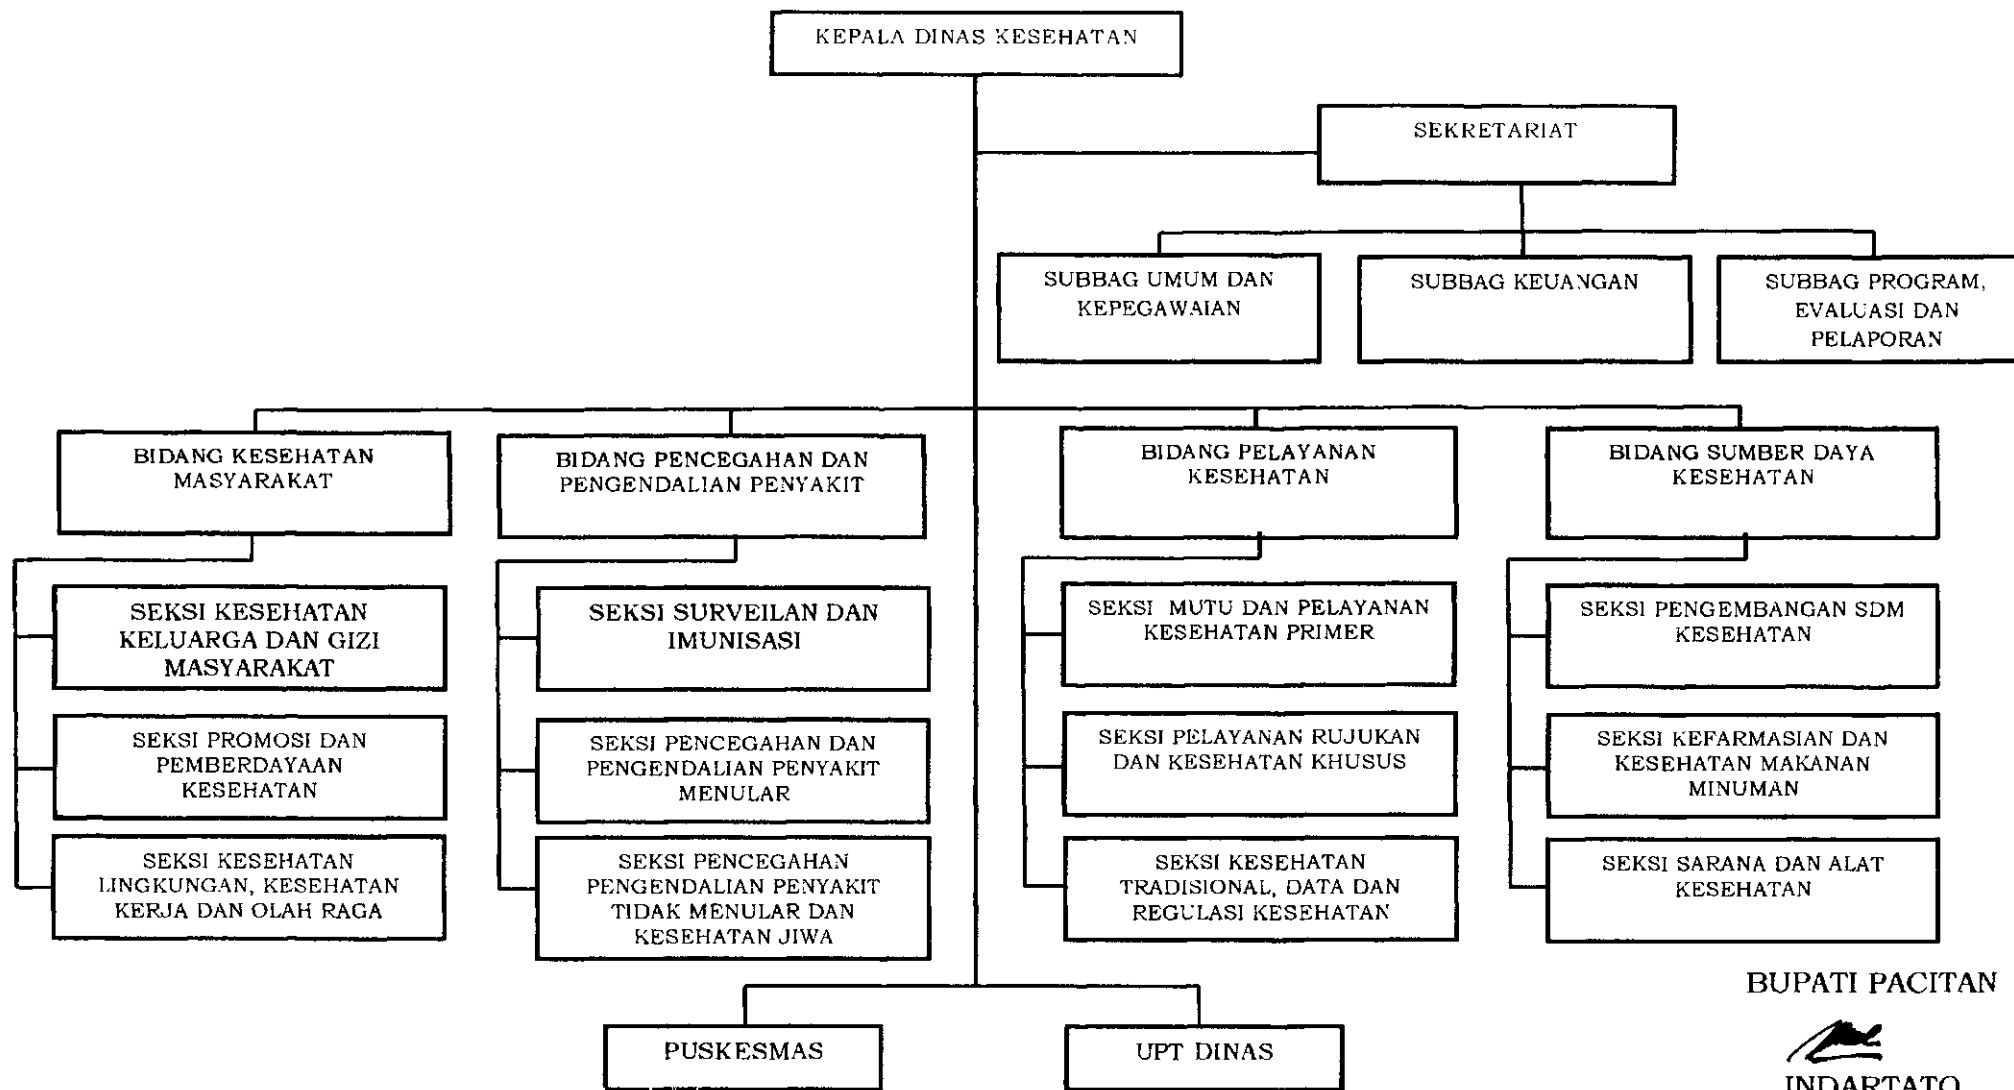 KEPALA DINAS KESEHATAN
SEKRETARIAT
SUBBAG UMUM DAN
KEPEGAWAIAN
SUBBAG KEUANGAN
SUBBAG PROGRAM,
EVALUASI DAN
PELAPORAN
BIDANG KESEHATAN
MASYARAKAT
BIDANG PENCEGAHAN DAN
PENGENDALIAN PENYAKIT
BIDANG PELAYANAN
KESEHATAN
BIDANG SUMBER DAYA
KESEHATAN
SEKSI KESEHATAN
KELUARGA DAN GIZI
MASYARAKAT
SEKSI SURVEILAN DAN
IMUNISASI
SEKSI MUTU DAN PELAYANAN
KESEHATAN PRIMER
SEKSI PENGEMBANGAN SDM
KESEHATAN
SEKSI PROMOSI DAN
PEMBERDAYAAN
KESEHATAN
SEKSI PENCEGAHAN DAN
PENGENDALIAN PENYAKIT
MENULAR
SEKSI PELAYANAN RUJUKAN
DAN KESEHATAN KHUSUS
SEKSI KEFARMASIAN DAN
KESEHATAN MAKANAN
MINUMAN
SEKSI KESEHATAN
LINGKUNGAN, KESEHATAN
KERJA DAN OLAH RAGA
SEKSI PENCEGAHAN
PENGENDALIAN PENYAKIT
TIDAK MENULAR DAN
KESEHATAN JIWA
SEKSI KESEHATAN
TRADISIONAL, DATA DAN
REGULASI KESEHATAN
SEKSI SARANA DAN ALAT
KESEHATAN
PUSKESMAS
UPT DINAS
BUPATI PACITAN
INDARTATO